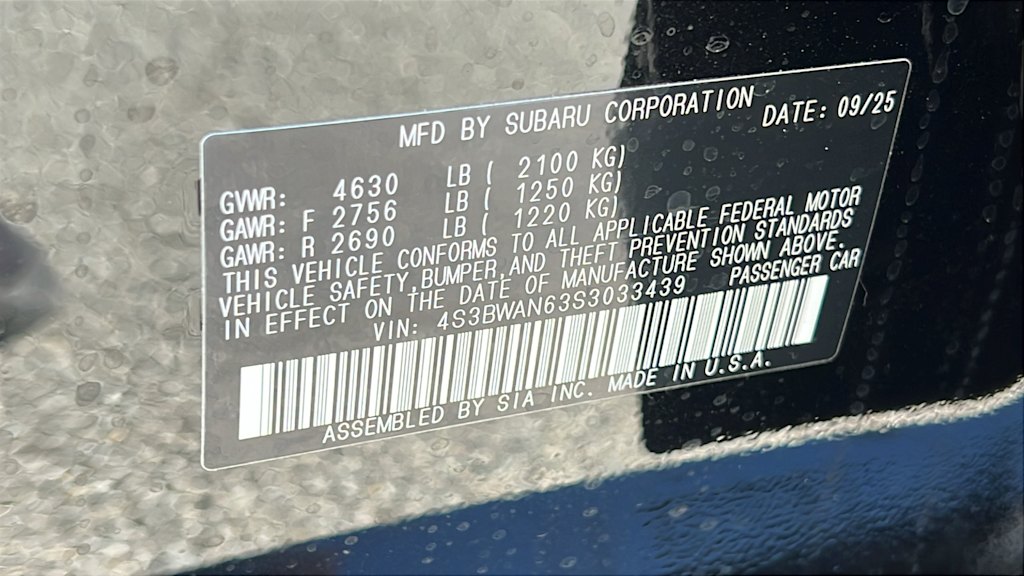 MFD BY SUBARU CORPORATION DATE: 09/25
GVWR: 4630 LB ( 2100 KG)
GAWR: F 2756 LB ( 1250 KG)
GAWR: R 2690 LB ( 1220 KG)
THIS VEHICLE CONFORMS TO ALL APPLICABLE FEDERAL MOTOR
VEHICLE SAFETY,BUMPER,AND THEFT PREVENTION STANDARDS
IN EFFECT ON THE DATE OF MANUFACTURE SHOWN ABOVE.
VIN: 4S3BWAN63S3033439 PASSENGER CAR
ASSEMBLED BY SIA INC. MADE IN U.S.A.